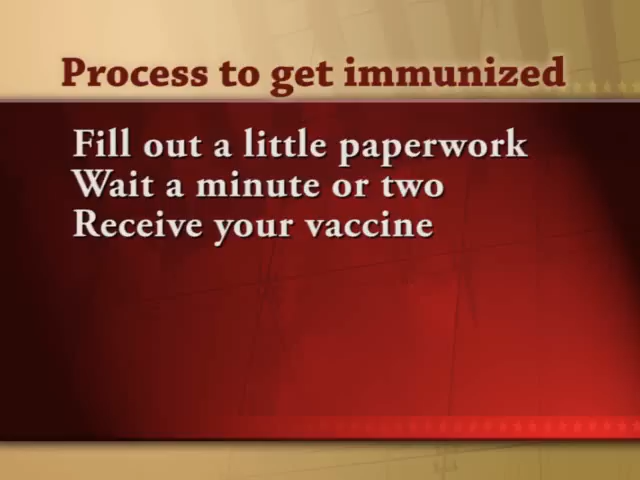 Process to get immunized
Fill out a little paperwork
Wait a minute or two
Receive your vaccine